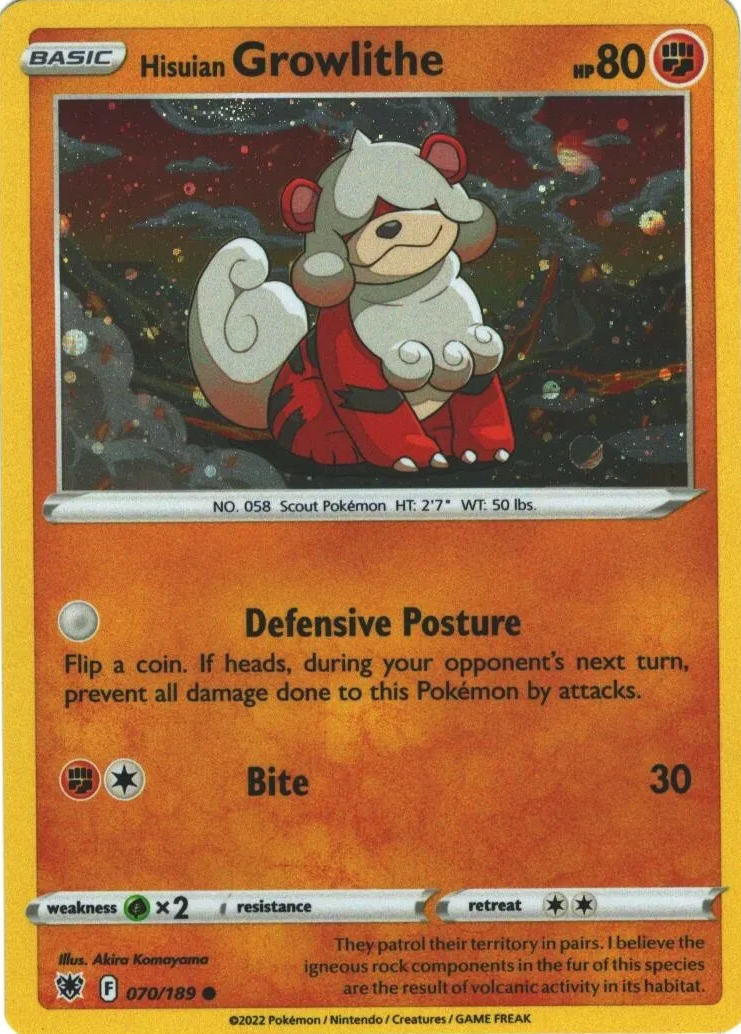 BASIC Hisuian Growlithe HP 80
NO. 058 Scout Pokémon HT: 2'7" WT: 50 lbs.
Defensive Posture
Flip a coin. If heads, during your opponent's next turn,
prevent all damage done to this Pokémon by attacks.
Bite 30
weakness ×2 resistance retreat
They patrol their territory in pairs. I believe the
igneous rock components in the fur of this species
are the result of volcanic activity in its habitat.
Illus. Akira Komayama
F 070/189
©2022 Pokémon / Nintendo / Creatures / GAME FREAK